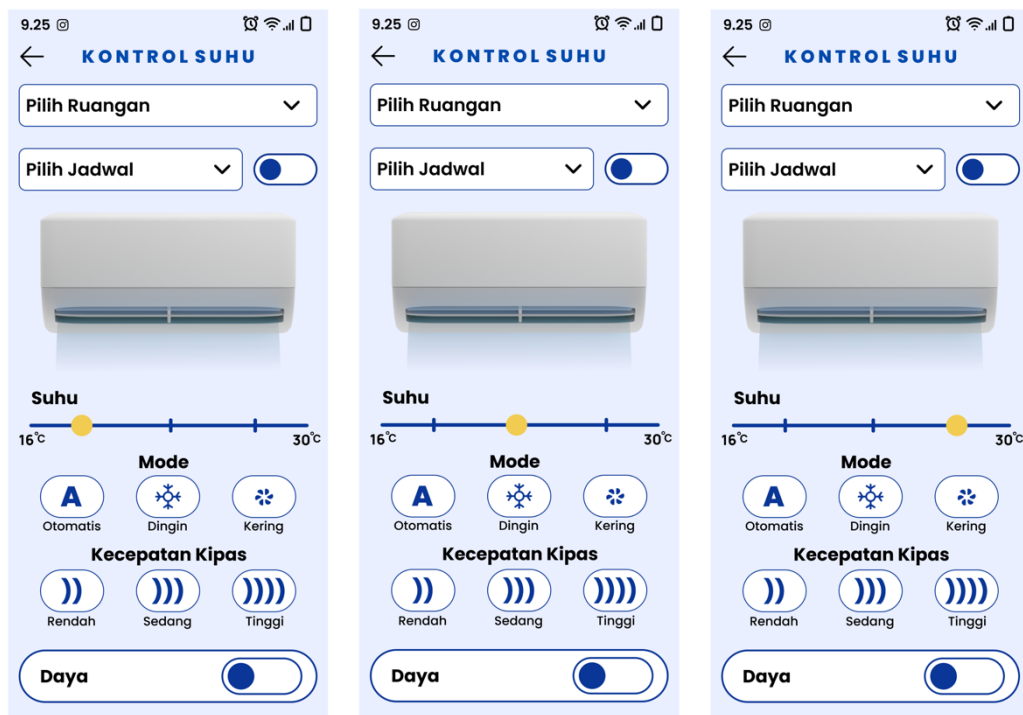 9.25
KONTROL SUHU
Pilih Ruangan
Pilih Jadwal
Suhu
16°C 30°C
Mode
A
Otomatis Dingin Kering
Kecepatan Kipas
Rendah Sedang Tinggi
Daya
9.25
KONTROL SUHU
Pilih Ruangan
Pilih Jadwal
Suhu
16°C 30°C
Mode
A
Otomatis Dingin Kering
Kecepatan Kipas
Rendah Sedang Tinggi
Daya
9.25
KONTROL SUHU
Pilih Ruangan
Pilih Jadwal
Suhu
16°C 30°C
Mode
A
Otomatis Dingin Kering
Kecepatan Kipas
Rendah Sedang Tinggi
Daya